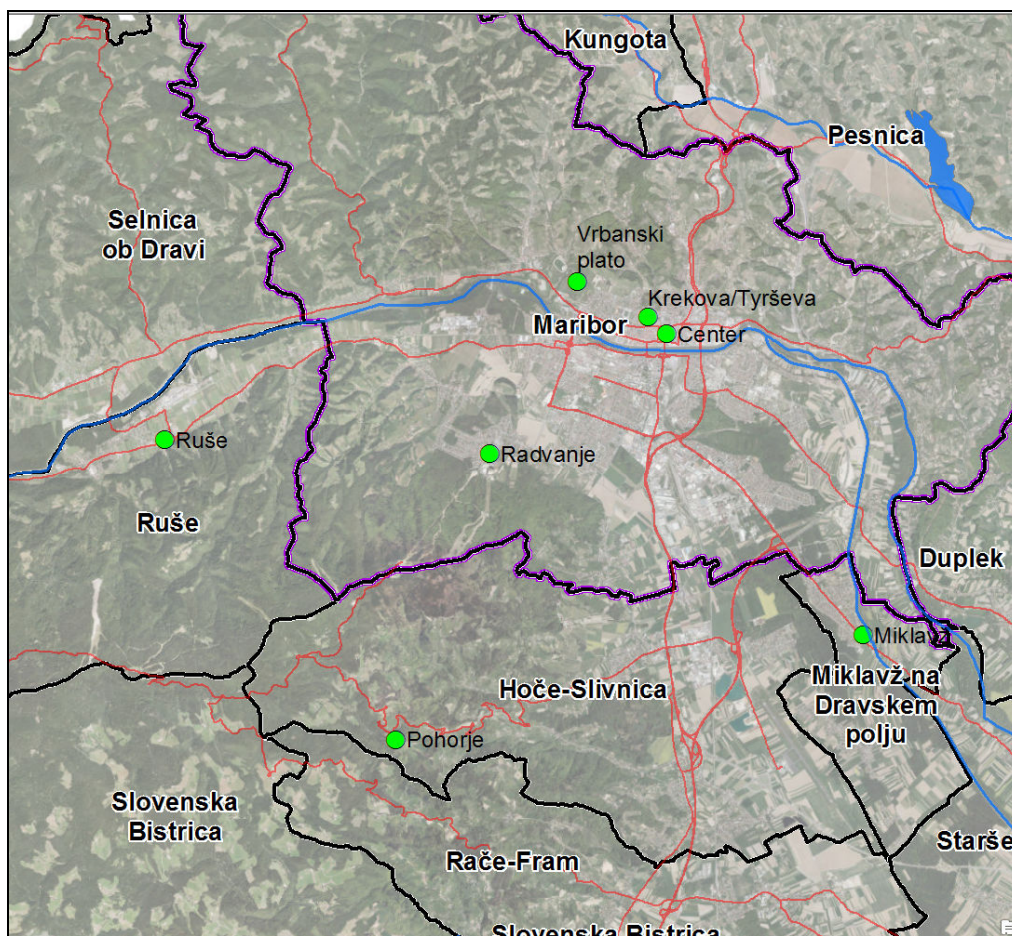 Kungota
Pesnica
Selnica
ob Dravi
Vrbanski
plato
Krekova/Tyrševa
Maribor
Center
Ruše
Radvanje
Ruše
Duplek
Miklavž
Hoče-Slivnica
Miklavž na
Dravskem
polju
Pohorje
Slovenska
Bistrica
Starše
Rače-Fram
Slovenska Bistrica